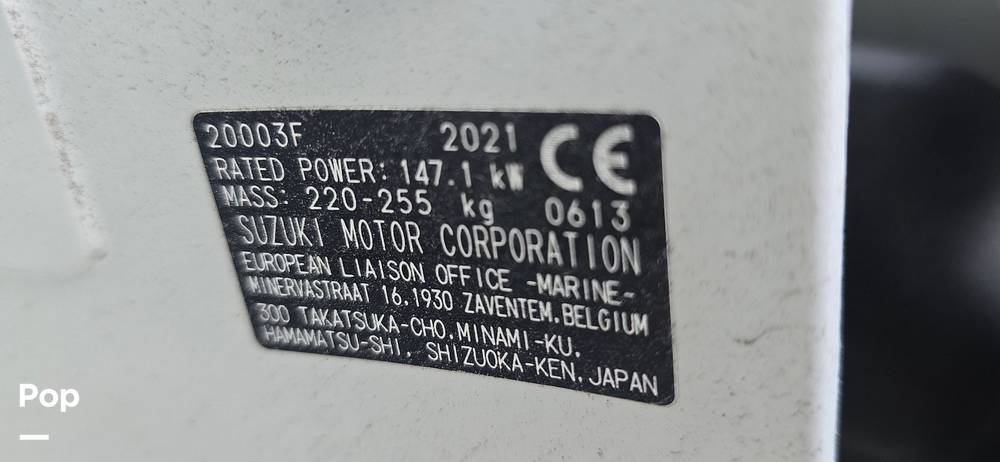 20003F 2021 CE
RATED POWER: 147.1 kW
MASS: 220-255 kg 0613
SUZUKI MOTOR CORPORATION
EUROPEAN LIAISON OFFICE -MARINE-
MINERVASTRAAT 16,1930 ZAVENTEM,BELGIUM
300 TAKATSUKA-CHO,MINAMI-KU,
HAMAMATSU-SHI, SHIZUOKA-KEN,JAPAN
Pop